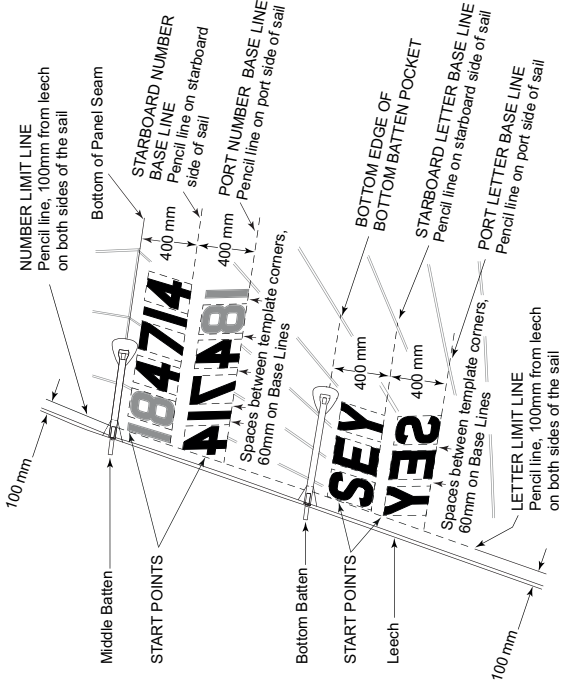 100 mm
NUMBER LIMIT LINE
Pencil line, 100mm from leech
on both sides of the sail
Bottom of Panel Seam
STARBOARD NUMBER
BASE LINE
Pencil line on starboard
side of sail
PORT NUMBER BASE LINE
Pencil line on port side of sail
400 mm
400 mm
184714
184714
Spaces between template corners,
60mm on Base Lines
Middle Batten
START POINTS
BOTTOM EDGE OF
BOTTOM BATTEN POCKET
STARBOARD LETTER BASE LINE
Pencil line on starboard side of sail
PORT LETTER BASE LINE
Pencil line on port side of sail
400 mm
400 mm
SEY
SEY
Spaces between template corners,
60mm on Base Lines
Bottom Batten
START POINTS
Leech
LETTER LIMIT LINE
Pencil line, 100mm from leech
on both sides of the sail
100 mm